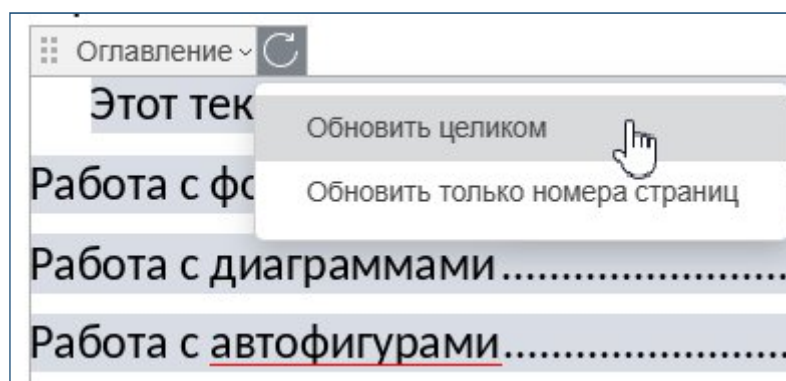 Оглавление
Этот тек
Обновить целиком
Работа с фо
Обновить только номера страниц
Работа с диаграммами..................
Работа с автофигурами..................